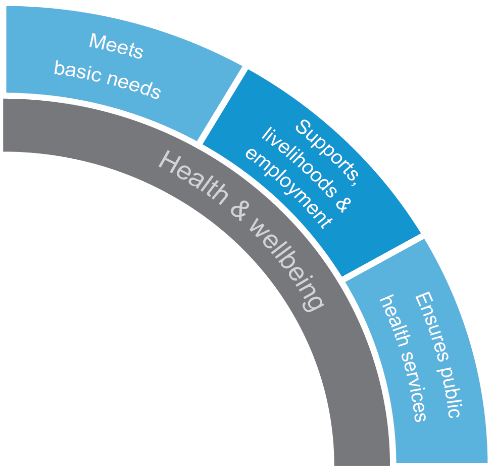 Meets
basic needs
Supports,
livelihoods &
employment
Ensures public
health services
Health & wellbeing